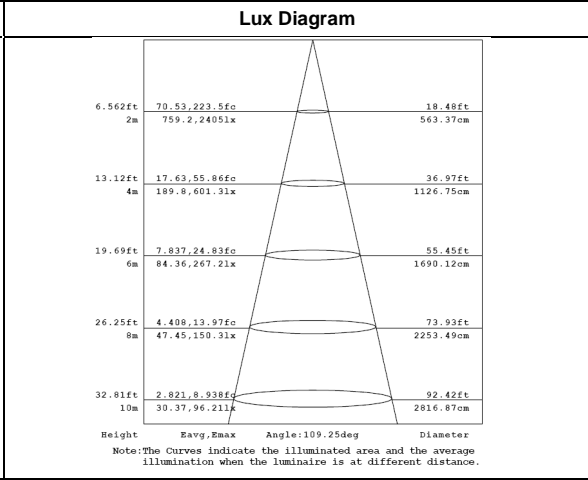 Lux Diagram
6.562ft 70.53,223.5fc 18.48ft
2m 759.2,2405lx 563.37cm
13.12ft 17.63,55.86fc 36.97ft
4m 189.8,601.3lx 1126.75cm
19.69ft 7.837,24.83fc 55.45ft
6m 84.36,267.2lx 1690.12cm
26.25ft 4.408,13.97fc 73.93ft
8m 47.45,150.3lx 2253.49cm
32.81ft 2.821,8.938fc 92.42ft
10m 30.37,96.21lx 2816.87cm
Height Eavg,Emax Angle:109.25deg Diameter
Note:The Curves indicate the illuminated area and the average
illumination when the luminaire is at different distance.